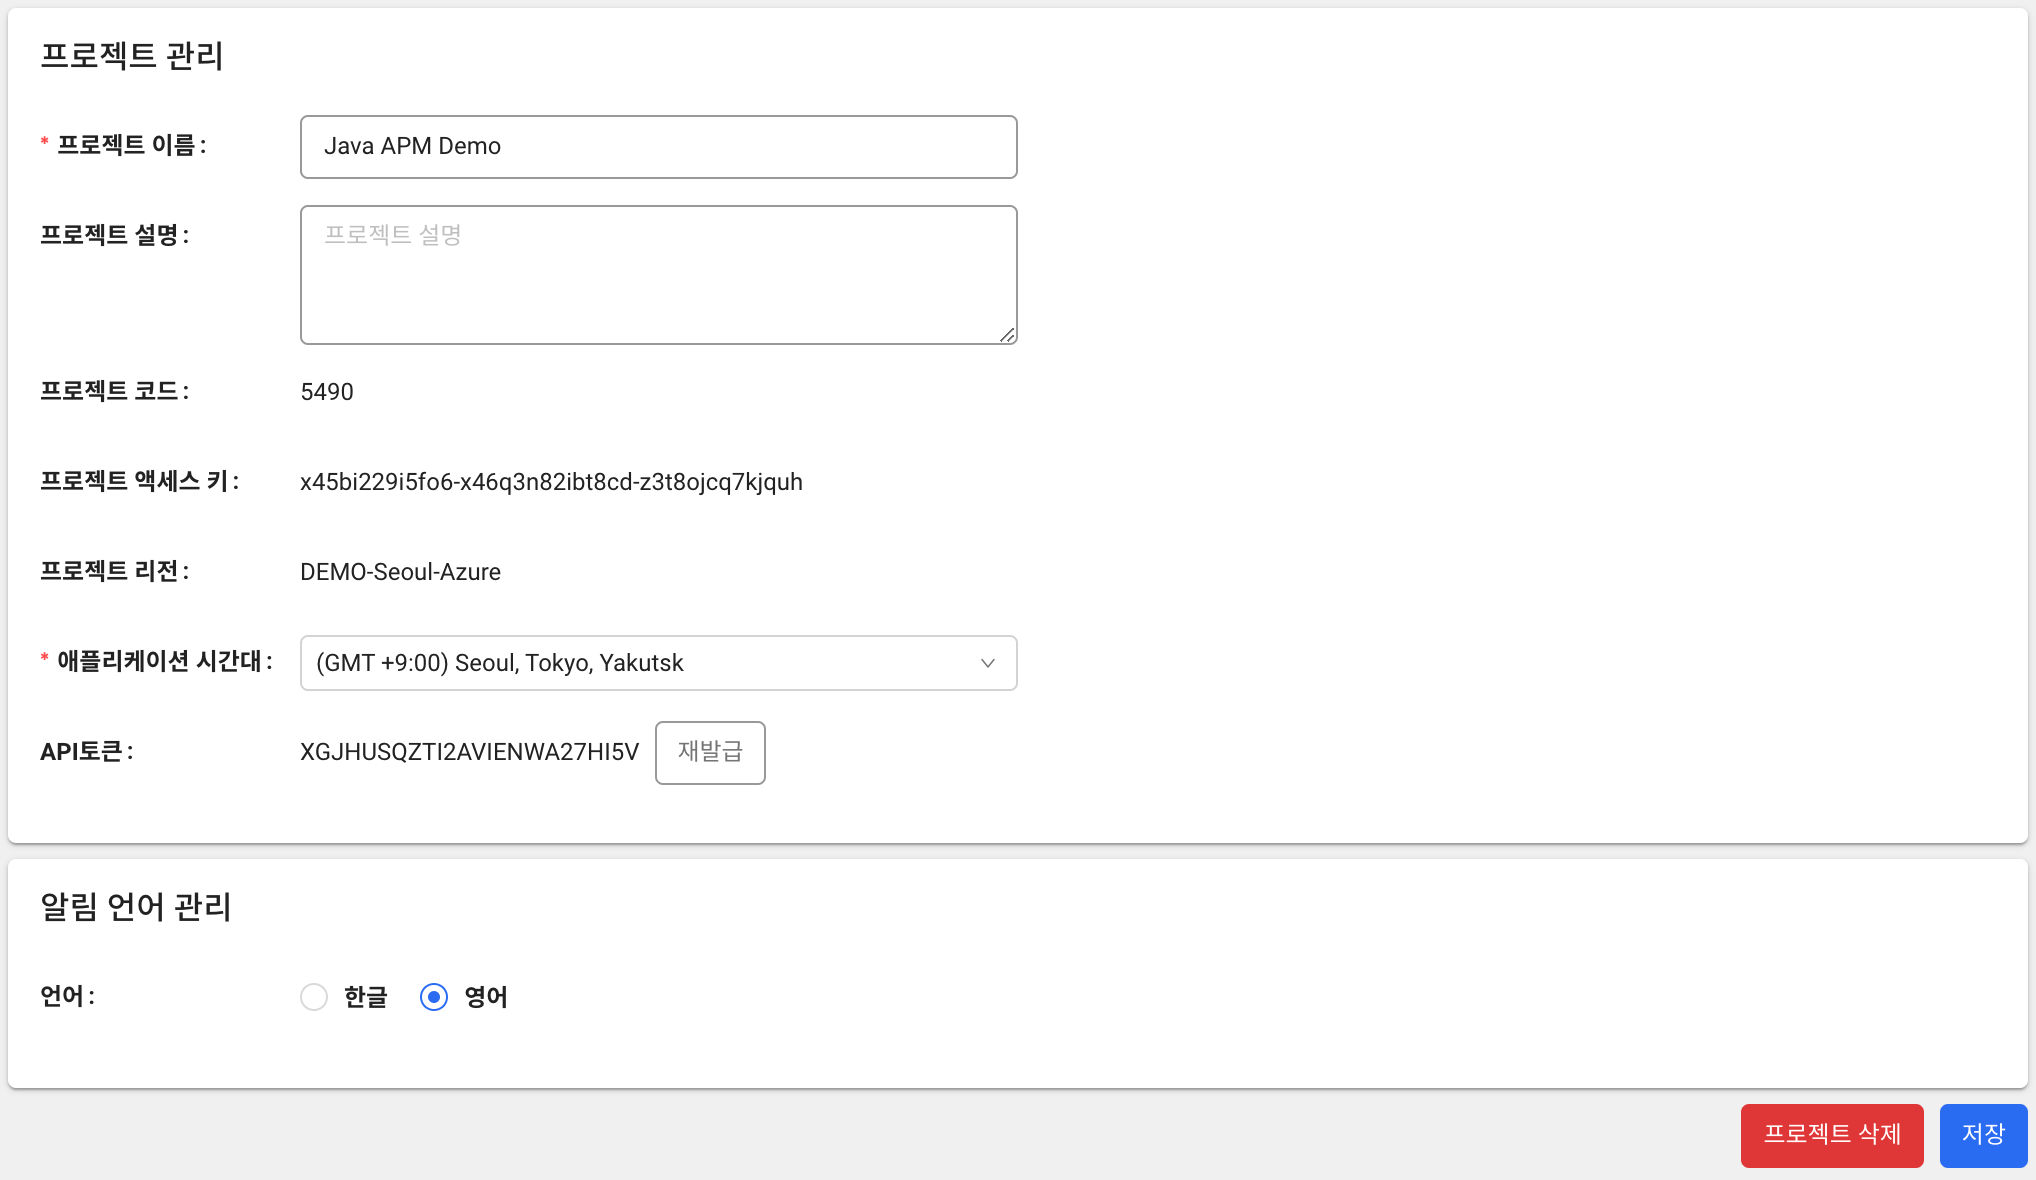 프로젝트 관리
* 프로젝트 이름 : Java APM Demo
프로젝트 설명 : 프로젝트 설명
프로젝트 코드 : 5490
프로젝트 액세스 키 : x45bi229i5fo6-x46q3n82ibt8cd-z3t8ojcq7kjquh
프로젝트 리전 : DEMO-Seoul-Azure
* 애플리케이션 시간대 : (GMT +9:00) Seoul, Tokyo, Yakutsk
API토큰 : XGJHUSQZTI2AVIENWA27HI5V 재발급
알림 언어 관리
언어 : 한글 영어
프로젝트 삭제 저장